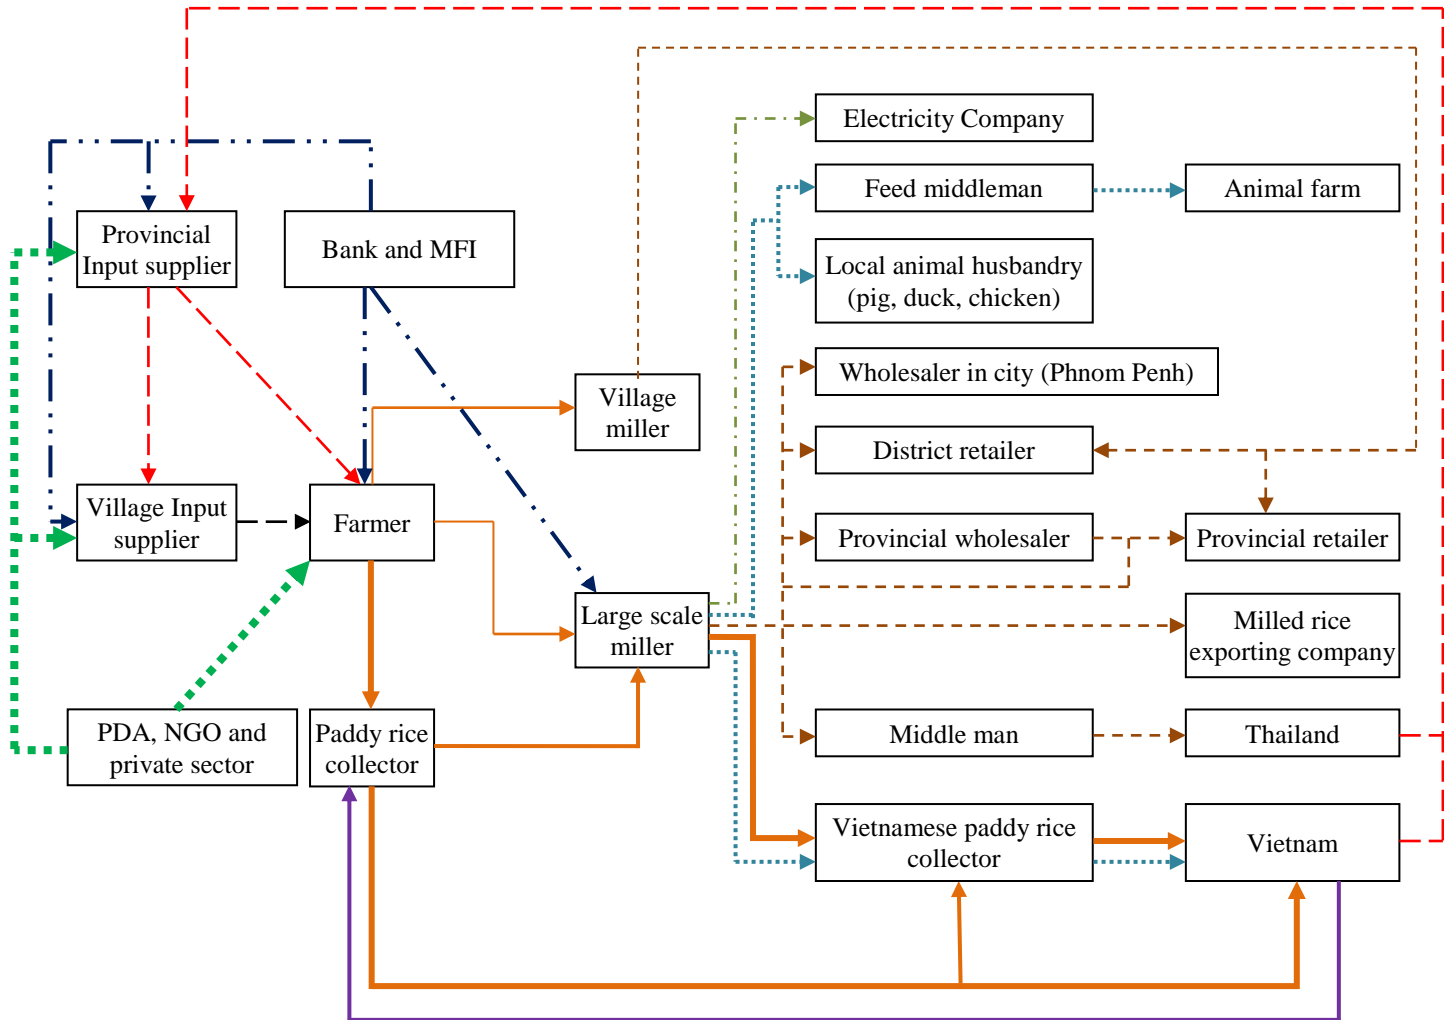 Electricity Company
Feed middleman
Animal farm
Provincial
Input supplier
Bank and MFI
Local animal husbandry
(pig, duck, chicken)
Wholesaler in city (Phnom Penh)
Village
miller
District retailer
Village Input
supplier
Farmer
Provincial wholesaler
Provincial retailer
Large scale
miller
Milled rice
exporting company
PDA, NGO and
private sector
Paddy rice
collector
Middle man
Thailand
Vietnamese paddy rice
collector
Vietnam